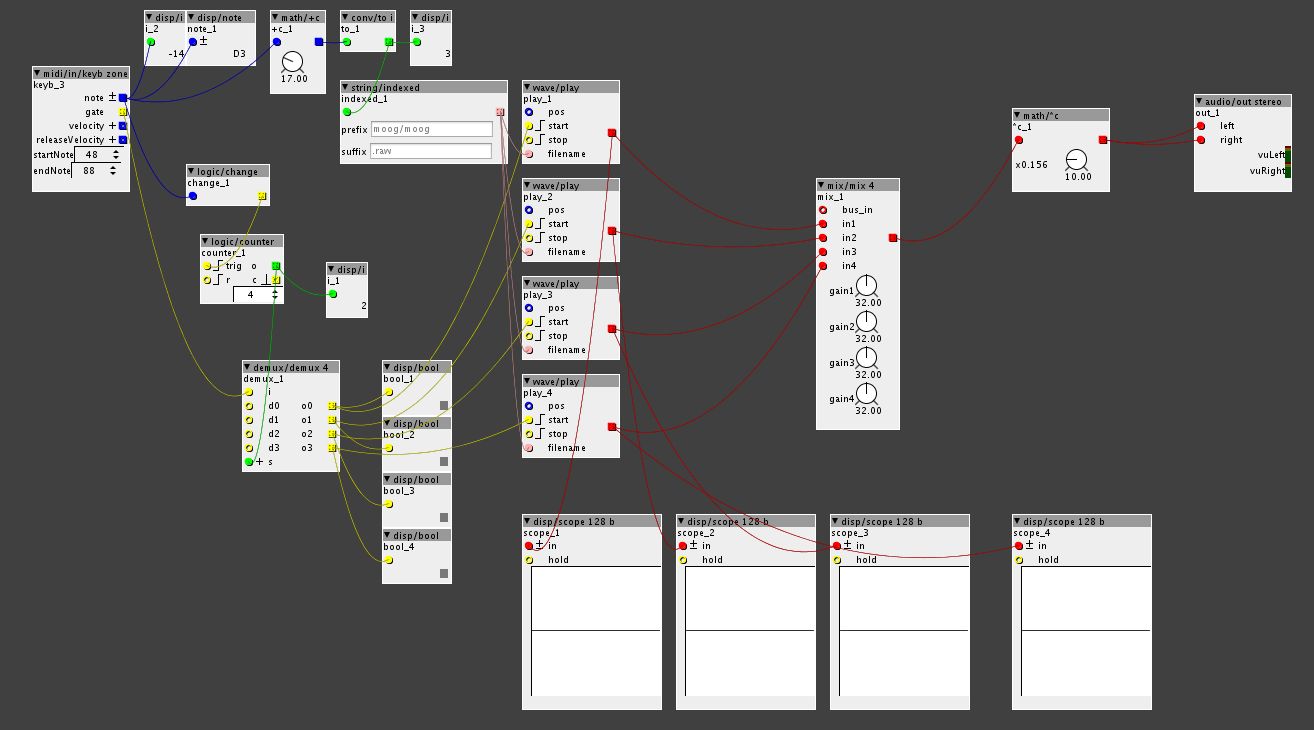 midi/in/keyb zone
keyb_3
note ±
gate
velocity +
releaseVelocity +
startNote 48
endNote 88
disp/i
i_2
-14
disp/note
note_1
±
D3
math/+c
+c_1
17.00
conv/to i
to_1
disp/i
i_3
3
string/indexed
indexed_1
prefix moog/moog
suffix .raw
logic/change
change_1
logic/counter
counter_1
trig o
r c
4
disp/i
i_1
2
demux/demux 4
demux_1
i
d0 o0
d1 o1
d2 o2
d3 o3
+ s
disp/bool
bool_1
disp/bool
bool_2
disp/bool
bool_3
disp/bool
bool_4
wave/play
play_1
pos
start
stop
filename
wave/play
play_2
pos
start
stop
filename
wave/play
play_3
pos
start
stop
filename
wave/play
play_4
pos
start
stop
filename
mix/mix 4
mix_1
bus_in
in1
in2
in3
in4
gain1
32.00
gain2
32.00
gain3
32.00
gain4
32.00
math/*c
*c_1
x0.156
10.00
audio/out stereo
out_1
left
right
vuLeft
vuRight
disp/scope 128 b
scope_1
± in
hold
disp/scope 128 b
scope_2
± in
hold
disp/scope 128 b
scope_3
± in
hold
disp/scope 128 b
scope_4
± in
hold